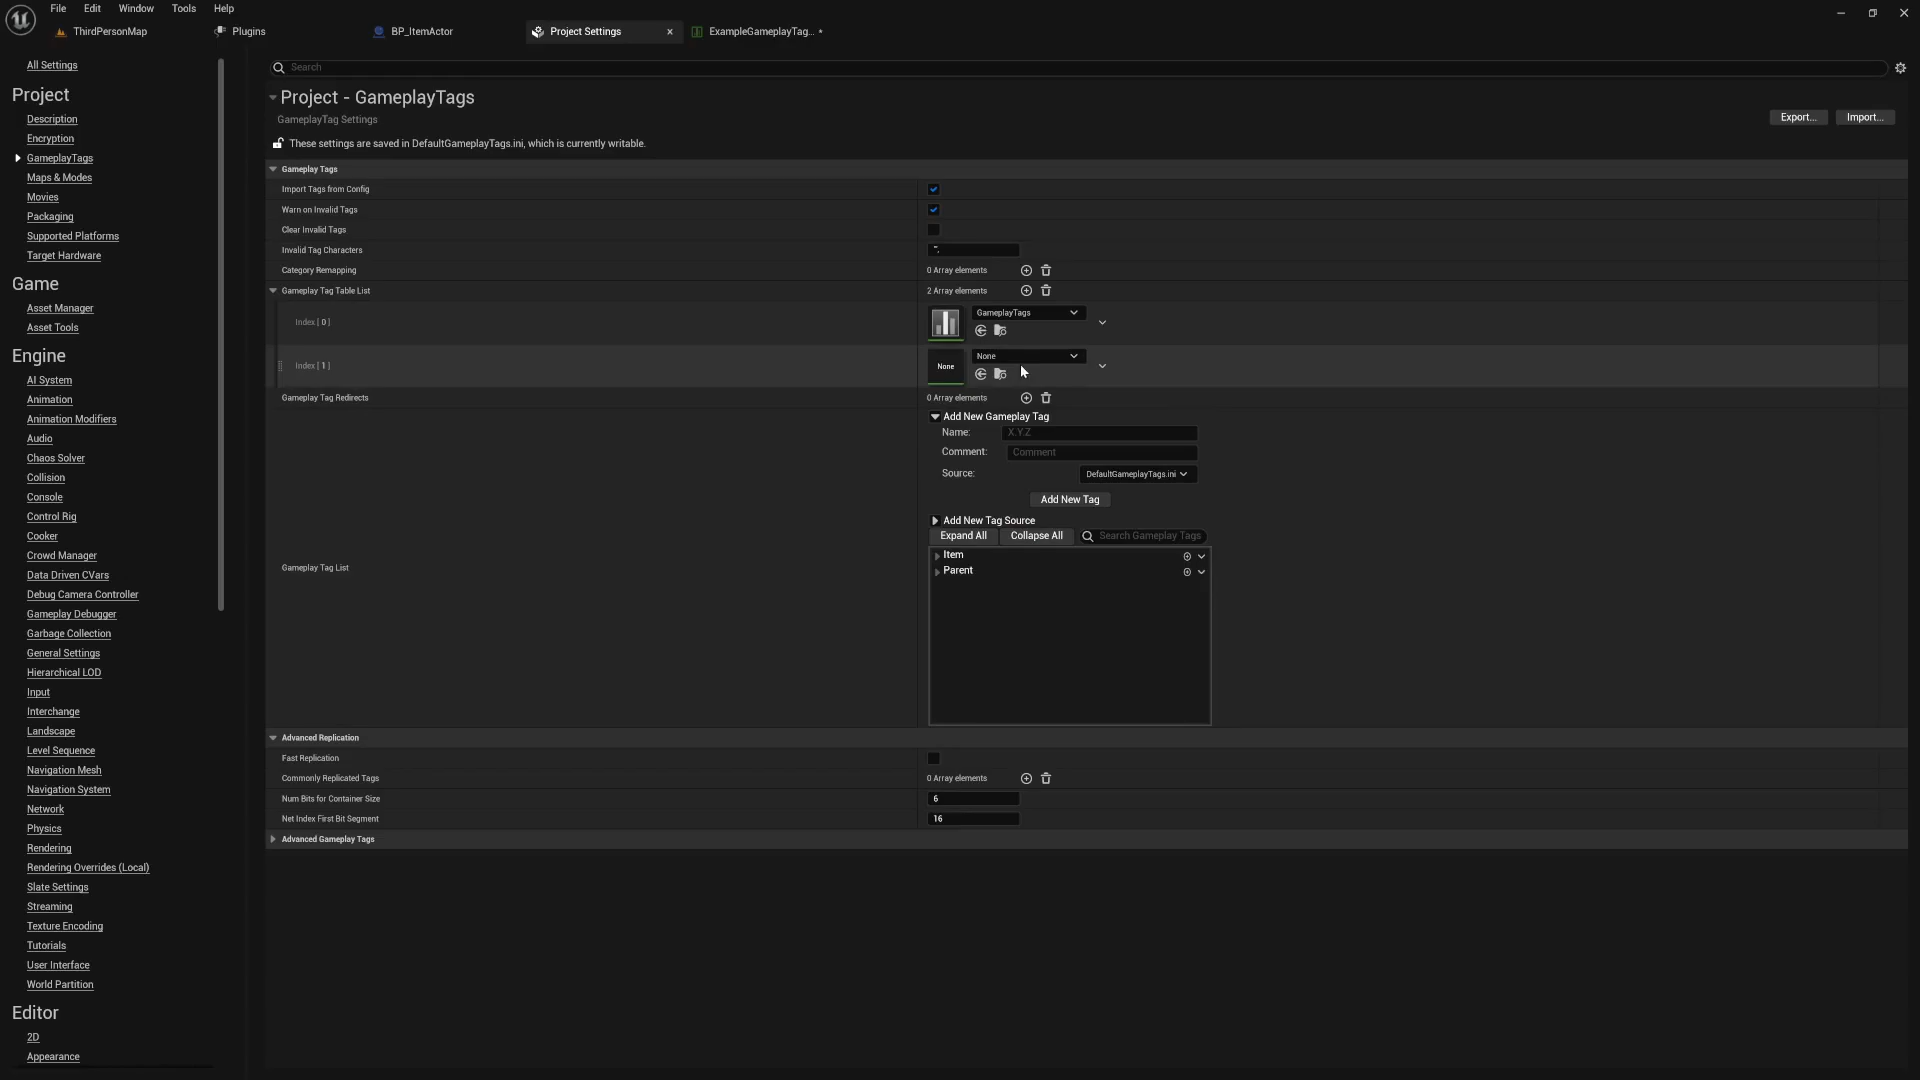 File Edit Window Tools Help
ThirdPersonMap Plugins BP_ItemActor Project Settings ExampleGameplayTag... *
All Settings
Project
Description
Encryption
GameplayTags
Maps & Modes
Movies
Packaging
Supported Platforms
Target Hardware
Game
Asset Manager
Asset Tools
Engine
AI System
Animation
Animation Modifiers
Audio
Chaos Solver
Collision
Console
Control Rig
Cooker
Crowd Manager
Data Driven CVars
Debug Camera Controller
Gameplay Debugger
Garbage Collection
General Settings
Hierarchical LOD
Input
Interchange
Landscape
Level Sequence
Navigation Mesh
Navigation System
Network
Physics
Rendering
Rendering Overrides (Local)
Slate Settings
Streaming
Texture Encoding
Tutorials
User Interface
World Partition
Editor
2D
Appearance
Search
Project - GameplayTags
GameplayTag Settings
Export... Import...
These settings are saved in DefaultGameplayTags.ini, which is currently writable.
Gameplay Tags
Import Tags from Config
Warn on Invalid Tags
Clear Invalid Tags
Invalid Tag Characters "',
Category Remapping 0 Array elements
Gameplay Tag Table List 2 Array elements
Index [ 0 ] GameplayTags
Index [ 1 ] None None
Gameplay Tag Redirects 0 Array elements
Add New Gameplay Tag
Name: X.Y.Z
Comment: Comment
Source: DefaultGameplayTags.ini
Add New Tag
Add New Tag Source
Expand All Collapse All Search Gameplay Tags
Item
Gameplay Tag List
Parent
Advanced Replication
Fast Replication
Commonly Replicated Tags 0 Array elements
Num Bits for Container Size 6
Net Index First Bit Segment 16
Advanced Gameplay Tags